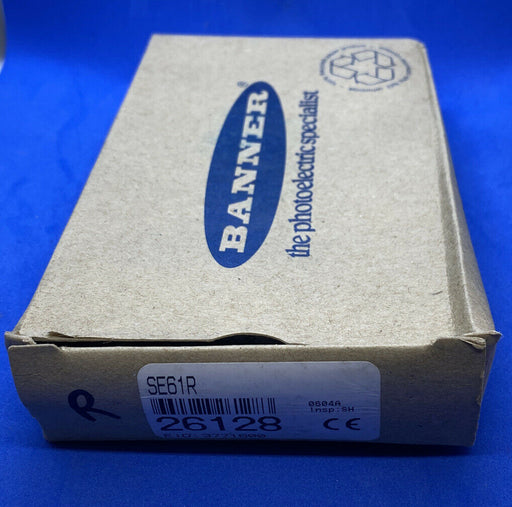 BANNER®
the photoelectric specialist
SE61R
26128
0604A
Insp:SH
CE
R